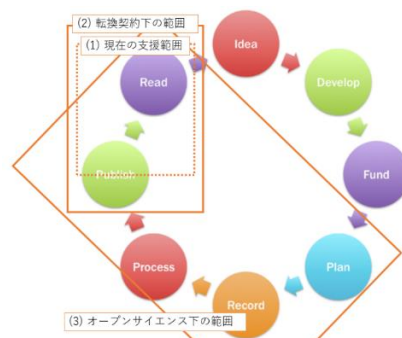 (2) 転換契約下の範囲
(1) 現在の支援範囲
Idea
Read
Develop
Publish
Fund
Process
Plan
Record
(3) オープンサイエンス下の範囲